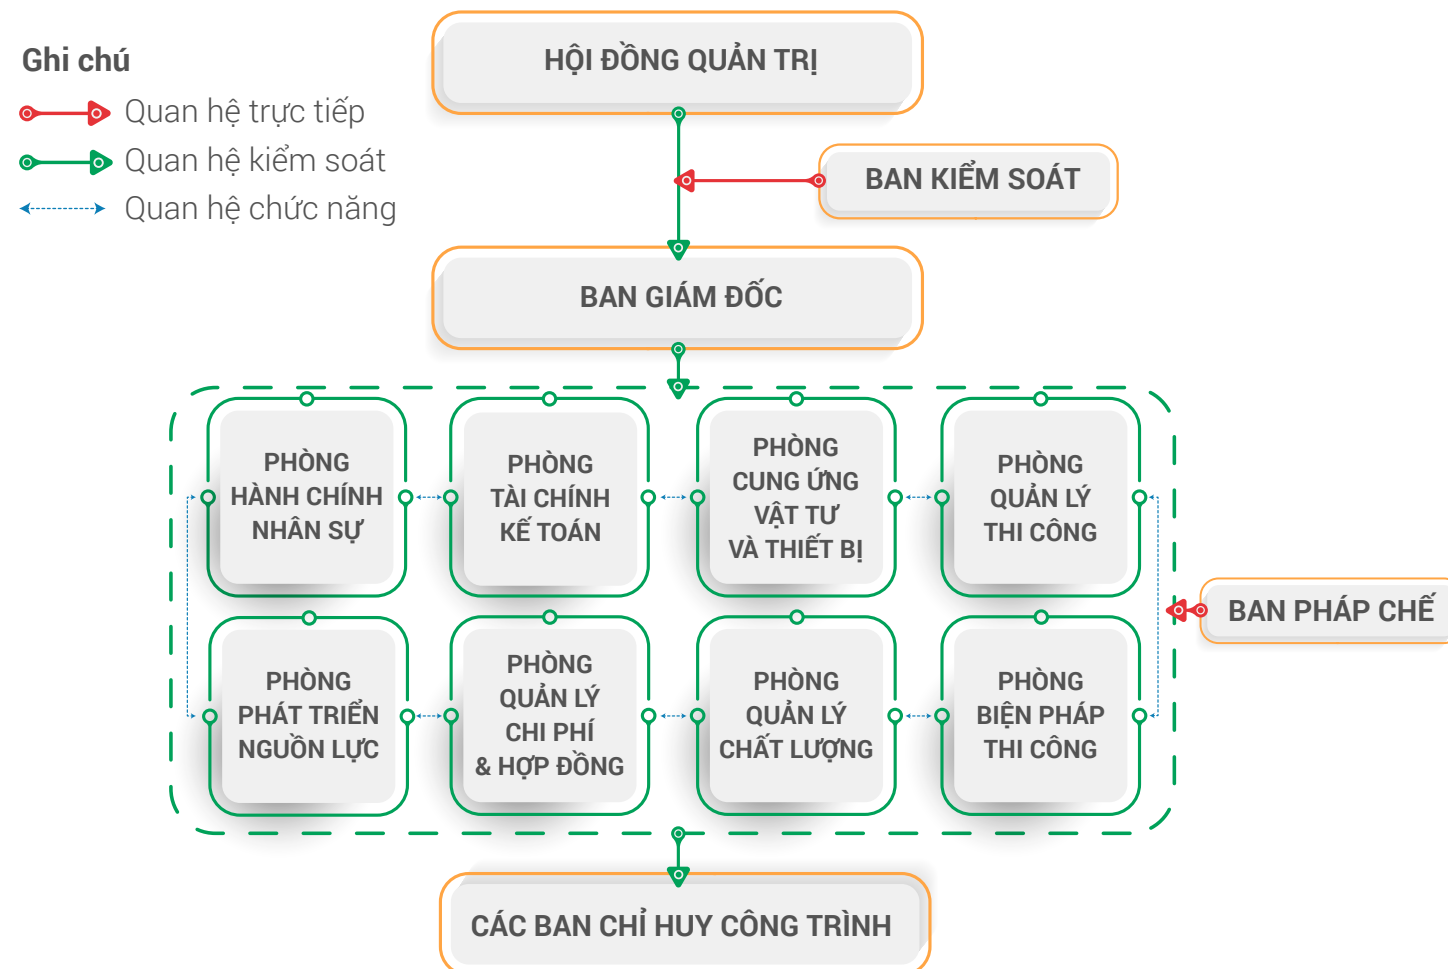 HỘI ĐỒNG QUẢN TRỊ
Ghi chú
Quan hệ trực tiếp
Quan hệ kiểm soát
Quan hệ chức năng
BAN KIỂM SOÁT
BAN GIÁM ĐỐC
PHÒNG
HÀNH CHÍNH
NHÂN SỰ
PHÒNG
TÀI CHÍNH
KẾ TOÁN
PHÒNG
CUNG ỨNG
VẬT TƯ
VÀ THIẾT BỊ
PHÒNG
QUẢN LÝ
THI CÔNG
BAN PHÁP CHẾ
PHÒNG
PHÁT TRIỂN
NGUỒN LỰC
PHÒNG
QUẢN LÝ
CHI PHÍ
& HỢP ĐỒNG
PHÒNG
QUẢN LÝ
CHẤT LƯỢNG
PHÒNG
BIỆN PHÁP
THI CÔNG
CÁC BAN CHỈ HUY CÔNG TRÌNH